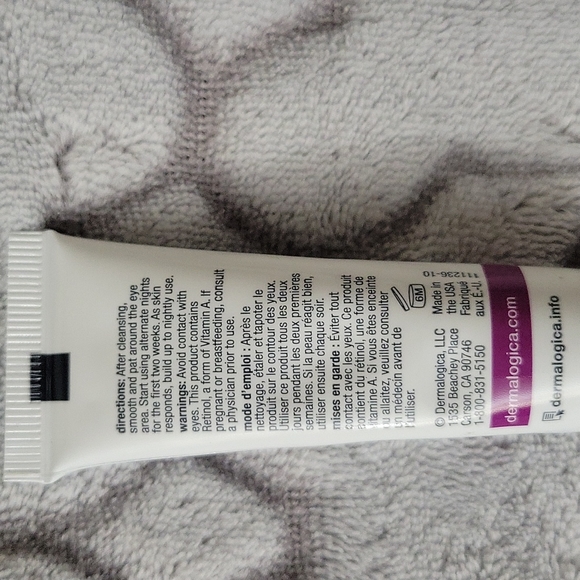 directions: After cleansing,
smooth and pat around the eye
area. Start using alternate nights
for the first two weeks. As skin
responds, build up to nightly use.
warnings: Avoid contact with
eyes. This product contains
Retinol, a form of Vitamin A. If
pregnant or breastfeeding, consult
a physician prior to use.
mode d'emploi : Après le
nettoyage, étaler et tapoter le
produit sur le contour des yeux.
Utiliser ce produit tous les deux
jours pendant les deux premières
semaines. Si la peau réagit bien,
utiliser ensuite chaque soir.
mises en garde : Éviter tout
contact avec les yeux. Ce produit
contient du rétinol, une forme de
vitamine A. Si vous êtes enceinte
ou allaitez, veuillez consulter
un médecin avant de
l'utiliser.
6M
© Dermalogica, LLC
1535 Beachey Place
Carson, CA 90746
1-800-831-5150
Made in
the USA
Fabriqué
aux É.-U.
111236-10
dermalogica.com
dermalogica.info